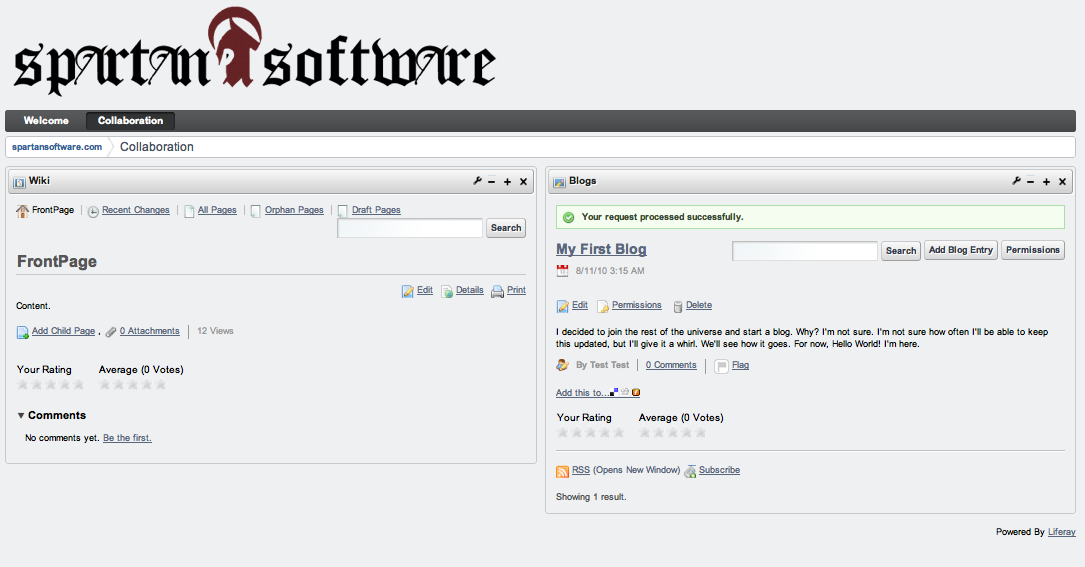 spartan software
Welcome Collaboration
spartansoftware.com Collaboration
Wiki
FrontPage Recent Changes All Pages Orphan Pages Draft Pages
Search
FrontPage
Edit Details Print
Content.
Add Child Page , 0 Attachments 12 Views
Your Rating Average (0 Votes)
Comments
No comments yet. Be the first.
Blogs
Your request processed successfully.
My First Blog Search Add Blog Entry Permissions
8/11/10 3:15 AM
Edit Permissions Delete
I decided to join the rest of the universe and start a blog. Why? I'm not sure. I'm not sure how often I'll be able to keep
this updated, but I'll give it a whirl. We'll see how it goes. For now, Hello World! I'm here.
By Test Test 0 Comments Flag
Add this to...
Your Rating Average (0 Votes)
RSS (Opens New Window) Subscribe
Showing 1 result.
Powered By Liferay